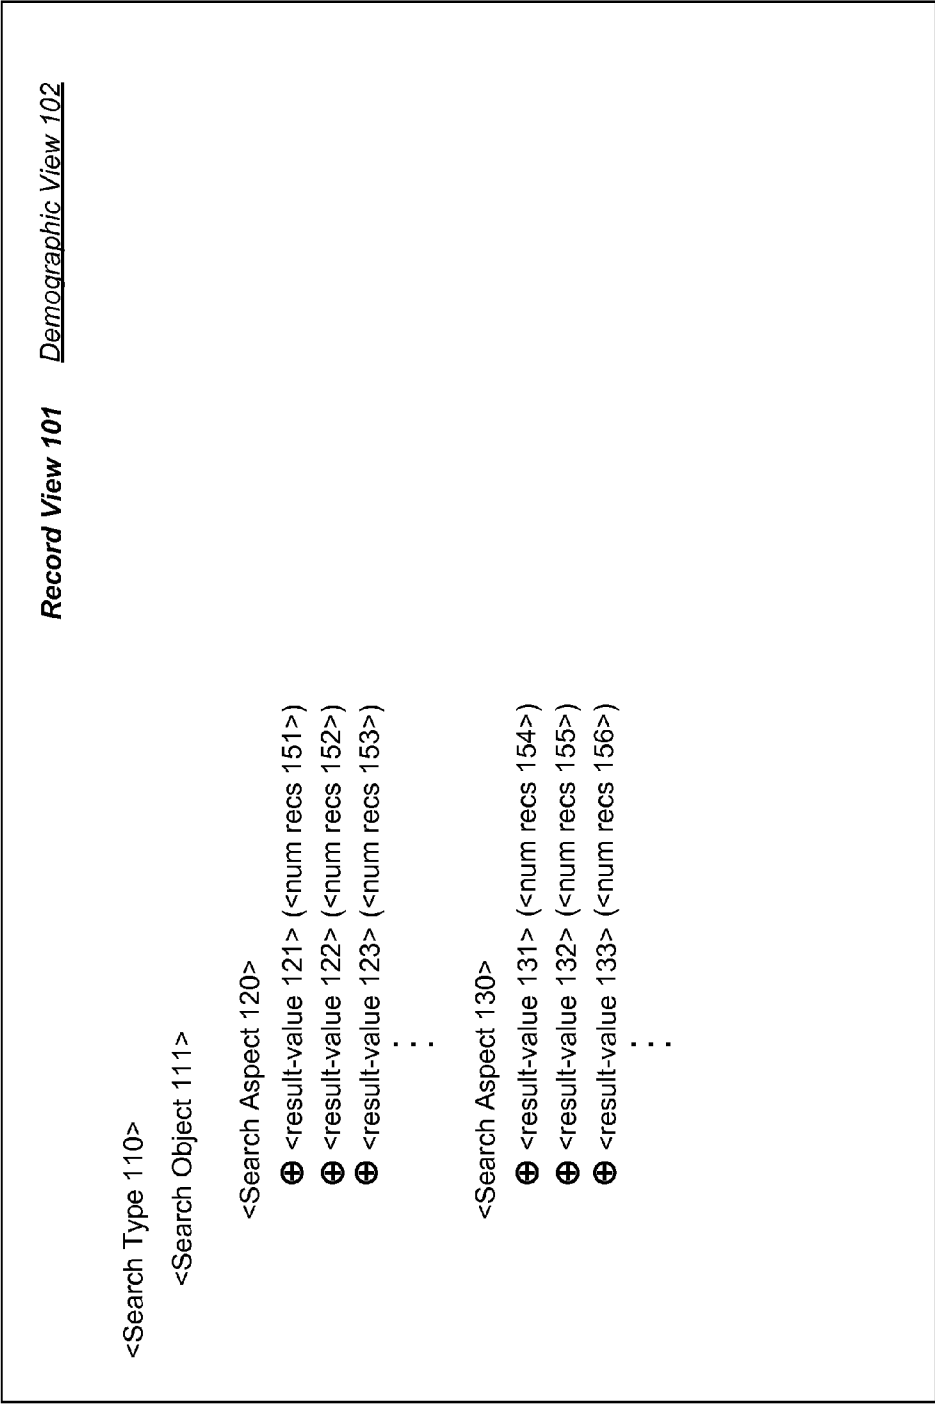 Record View 101 Demographic View 102
<Search Type 110>
<Search Object 111>
<Search Aspect 120>
⊕ <result-value 121> (<num recs 151>)
⊕ <result-value 122> (<num recs 152>)
⊕ <result-value 123> (<num recs 153>)
. . .
<Search Aspect 130>
⊕ <result-value 131> (<num recs 154>)
⊕ <result-value 132> (<num recs 155>)
⊕ <result-value 133> (<num recs 156>)
. . .